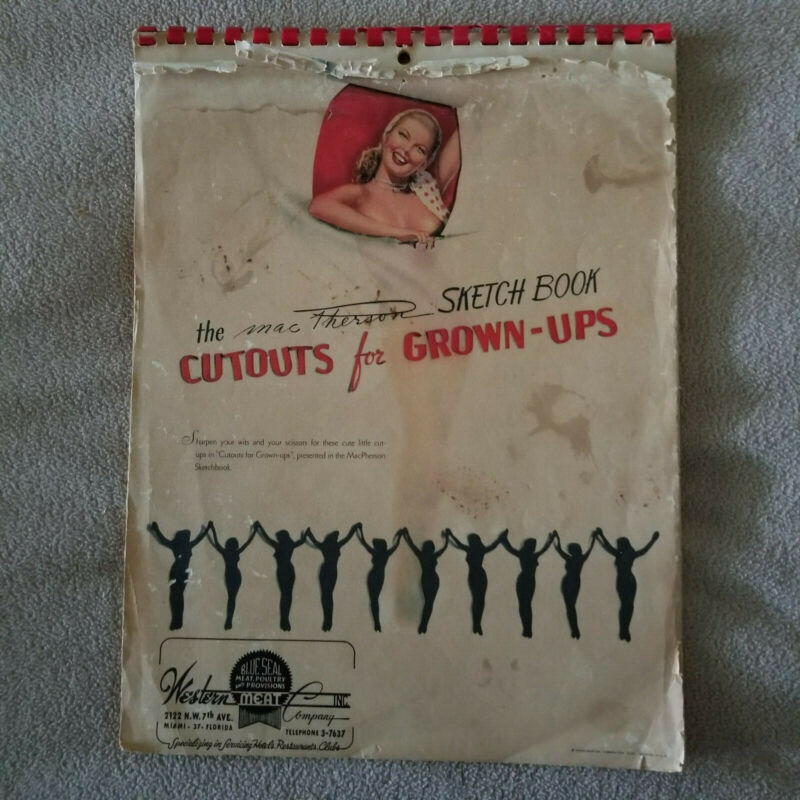 the mac Pherson SKETCH BOOK
CUTOUTS for GROWN-UPS
Sharpen your wits and your scissors for these cute little cut-
ups in "Cutouts for Grown-ups", presented in the MacPherson
Sketchbook.
BLUE SEAL
MEAT, POULTRY
AND PROVISIONS
Western MEAT Company INC.
2122 N.W. 7th AVE.
MIAMI - 37 - FLORIDA
TELEPHONE 3-7637
Specializing in Servicing Hotels, Restaurants, Clubs